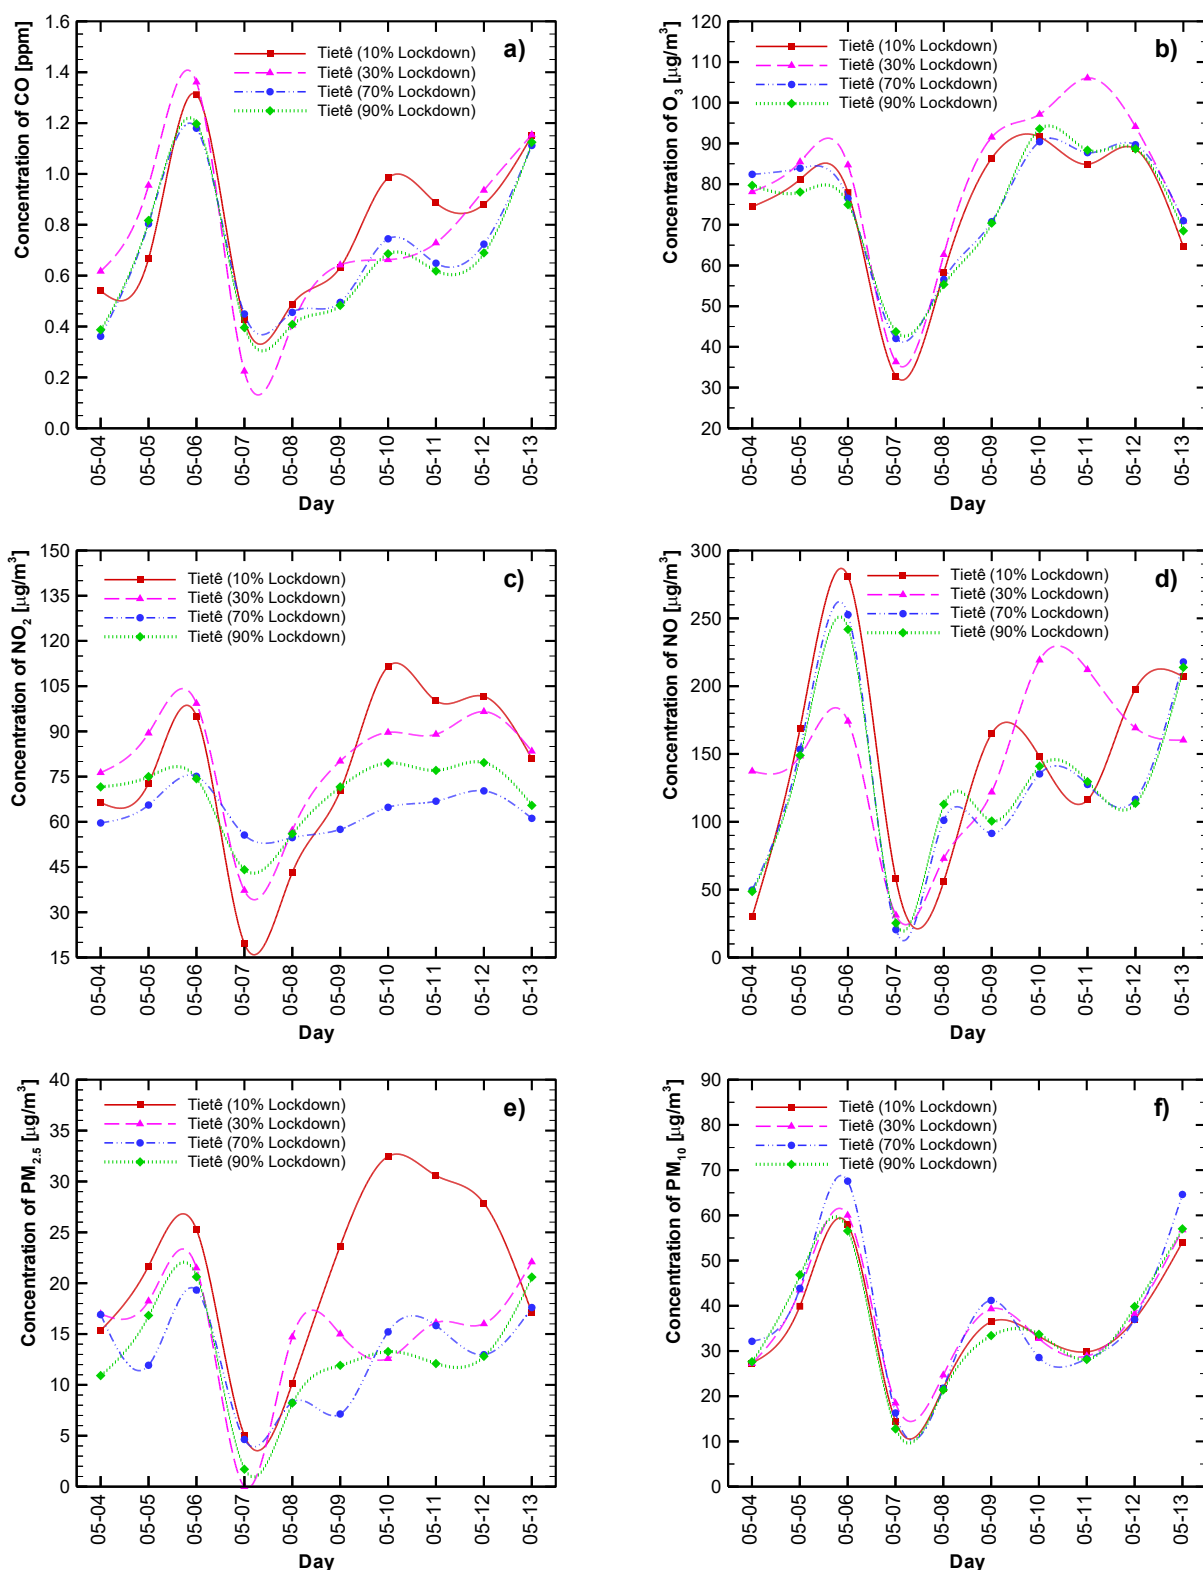 Concentration of CO [ppm]
1.6
1.4
1.2
1.0
0.8
0.6
0.4
0.2
0.0
Tietê (10% Lockdown)
Tietê (30% Lockdown)
Tietê (70% Lockdown)
Tietê (90% Lockdown)
a)
05-04
05-05
05-06
05-07
05-08
05-09
05-10
05-11
05-12
05-13
Day
Concentration of O3 [µg/m³]
120
110
100
90
80
70
60
50
40
30
20
Tietê (10% Lockdown)
Tietê (30% Lockdown)
Tietê (70% Lockdown)
Tietê (90% Lockdown)
b)
05-04
05-05
05-06
05-07
05-08
05-09
05-10
05-11
05-12
05-13
Day
Concentration of NO2 [µg/m³]
150
135
120
105
90
75
60
45
30
15
Tietê (10% Lockdown)
Tietê (30% Lockdown)
Tietê (70% Lockdown)
Tietê (90% Lockdown)
c)
05-04
05-05
05-06
05-07
05-08
05-09
05-10
05-11
05-12
05-13
Day
Concentration of NO [µg/m³]
300
250
200
150
100
50
0
Tietê (10% Lockdown)
Tietê (30% Lockdown)
Tietê (70% Lockdown)
Tietê (90% Lockdown)
d)
05-04
05-05
05-06
05-07
05-08
05-09
05-10
05-11
05-12
05-13
Day
Concentration of PM2.5 [µg/m³]
40
35
30
25
20
15
10
5
0
Tietê (10% Lockdown)
Tietê (30% Lockdown)
Tietê (70% Lockdown)
Tietê (90% Lockdown)
e)
05-04
05-05
05-06
05-07
05-08
05-09
05-10
05-11
05-12
05-13
Day
Concentration of PM10 [µg/m³]
90
80
70
60
50
40
30
20
10
0
Tietê (10% Lockdown)
Tietê (30% Lockdown)
Tietê (70% Lockdown)
Tietê (90% Lockdown)
f)
05-04
05-05
05-06
05-07
05-08
05-09
05-10
05-11
05-12
05-13
Day